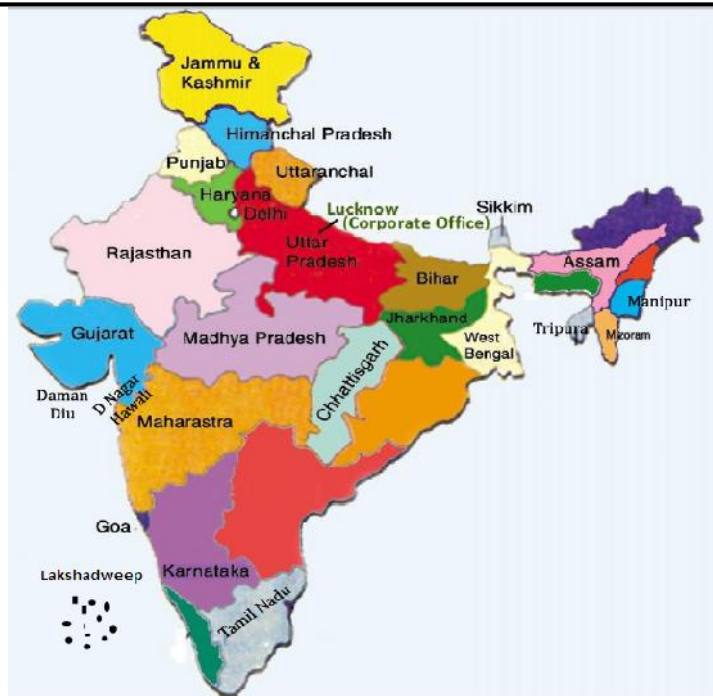 Jammu &
Kashmir
Himanchal Pradesh
Punjab
Uttaranchal
Haryana
Delhi
Lucknow
(Corporate Office)
Sikkim
Rajasthan
Uttar
Pradesh
Bihar
Assam
Manipur
Gujarat
Madhya Pradesh
Jharkhand
West
Bengal
Tripura
Mizoram
Daman
Diu
D Nagar
Hawali
Maharastra
Chhattisgarh
Goa
Karnataka
Lakshadweep
Tamil Nadu